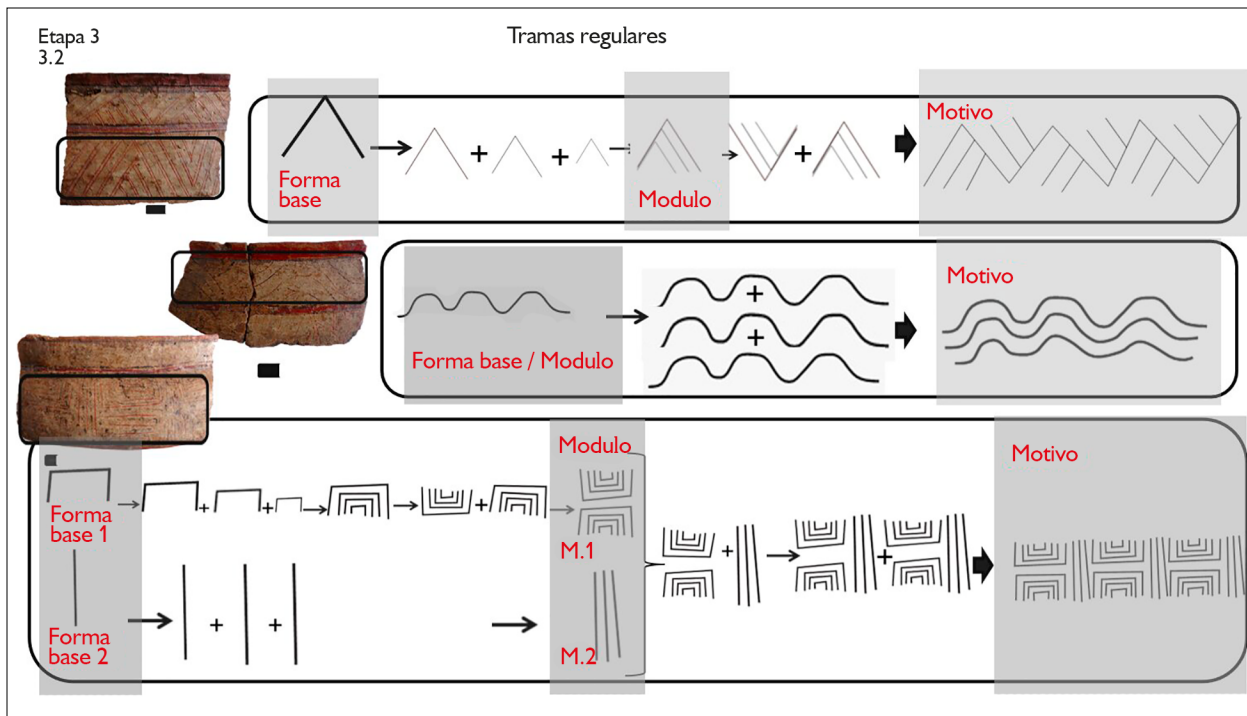 Etapa 3
3.2
Tramas regulares
Forma
base
+
+
Modulo
+
Motivo
Forma base / Modulo
+
+
Motivo
Forma
base 1
+
+
+
Modulo
M.1
+
+
Motivo
Forma
base 2
+
+
M.2